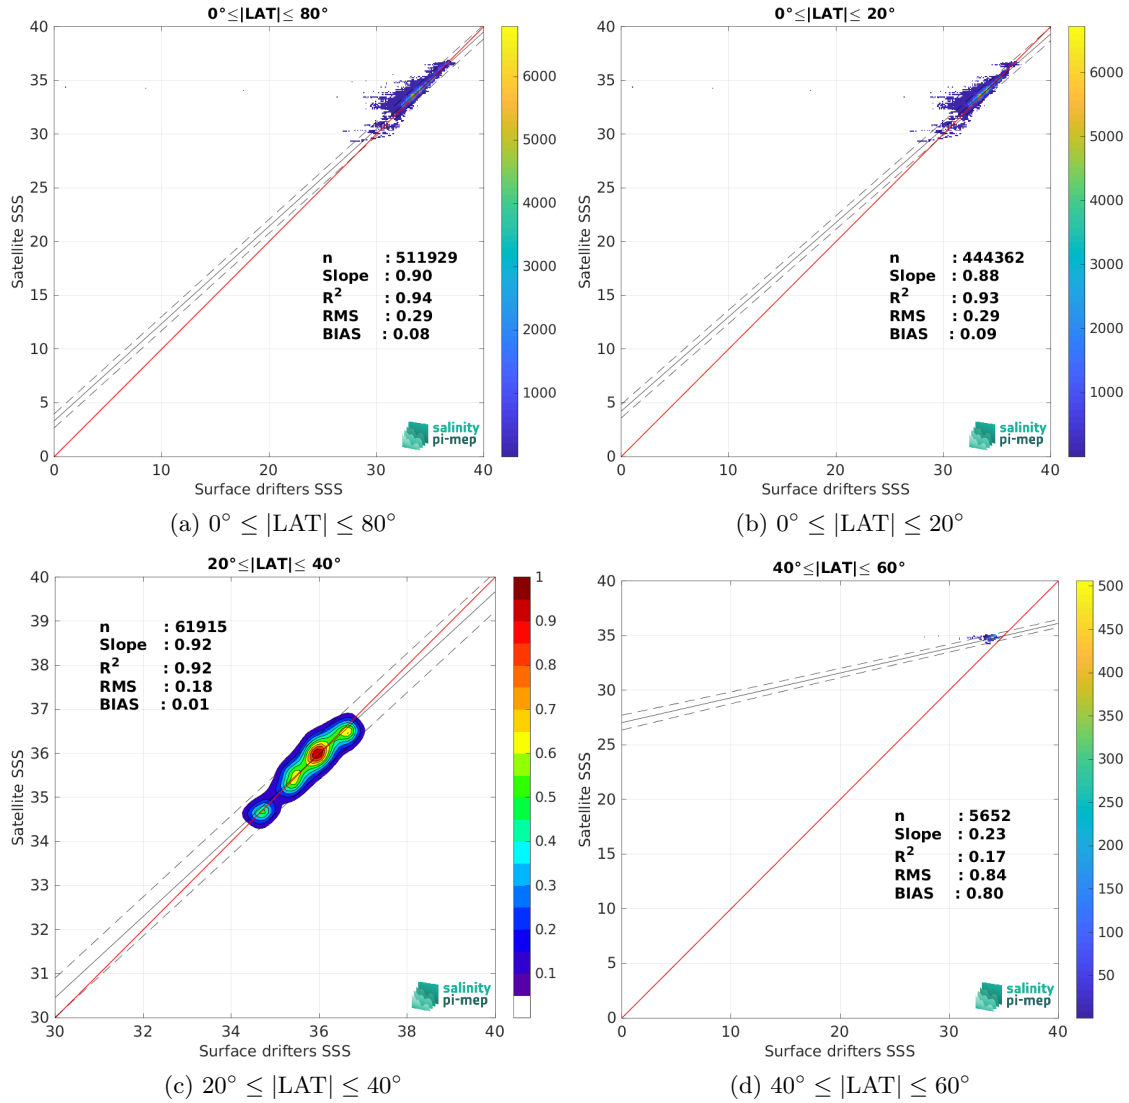 0°≤|LAT|≤ 80°
40
35
30
25
20
15
10
5
0
Satellite SSS
n : 511929
Slope : 0.90
R² : 0.94
RMS : 0.29
BIAS : 0.08
salinity
pi-mep
0 10 20 30 40
Surface drifters SSS
6000
5000
4000
3000
2000
1000
(a) 0° ≤ |LAT| ≤ 80°
0°≤|LAT|≤ 20°
40
35
30
25
20
15
10
5
0
Satellite SSS
n : 444362
Slope : 0.88
R² : 0.93
RMS : 0.29
BIAS : 0.09
salinity
pi-mep
0 10 20 30 40
Surface drifters SSS
6000
5000
4000
3000
2000
1000
(b) 0° ≤ |LAT| ≤ 20°
20°≤|LAT|≤ 40°
40
39
38
37
36
35
34
33
32
31
30
Satellite SSS
n : 61915
Slope : 0.92
R² : 0.92
RMS : 0.18
BIAS : 0.01
salinity
pi-mep
30 32 34 36 38 40
Surface drifters SSS
1
0.9
0.8
0.7
0.6
0.5
0.4
0.3
0.2
0.1
(c) 20° ≤ |LAT| ≤ 40°
40°≤|LAT|≤ 60°
40
35
30
25
20
15
10
5
0
Satellite SSS
n : 5652
Slope : 0.23
R² : 0.17
RMS : 0.84
BIAS : 0.80
salinity
pi-mep
0 10 20 30 40
Surface drifters SSS
500
450
400
350
300
250
200
150
100
50
(d) 40° ≤ |LAT| ≤ 60°